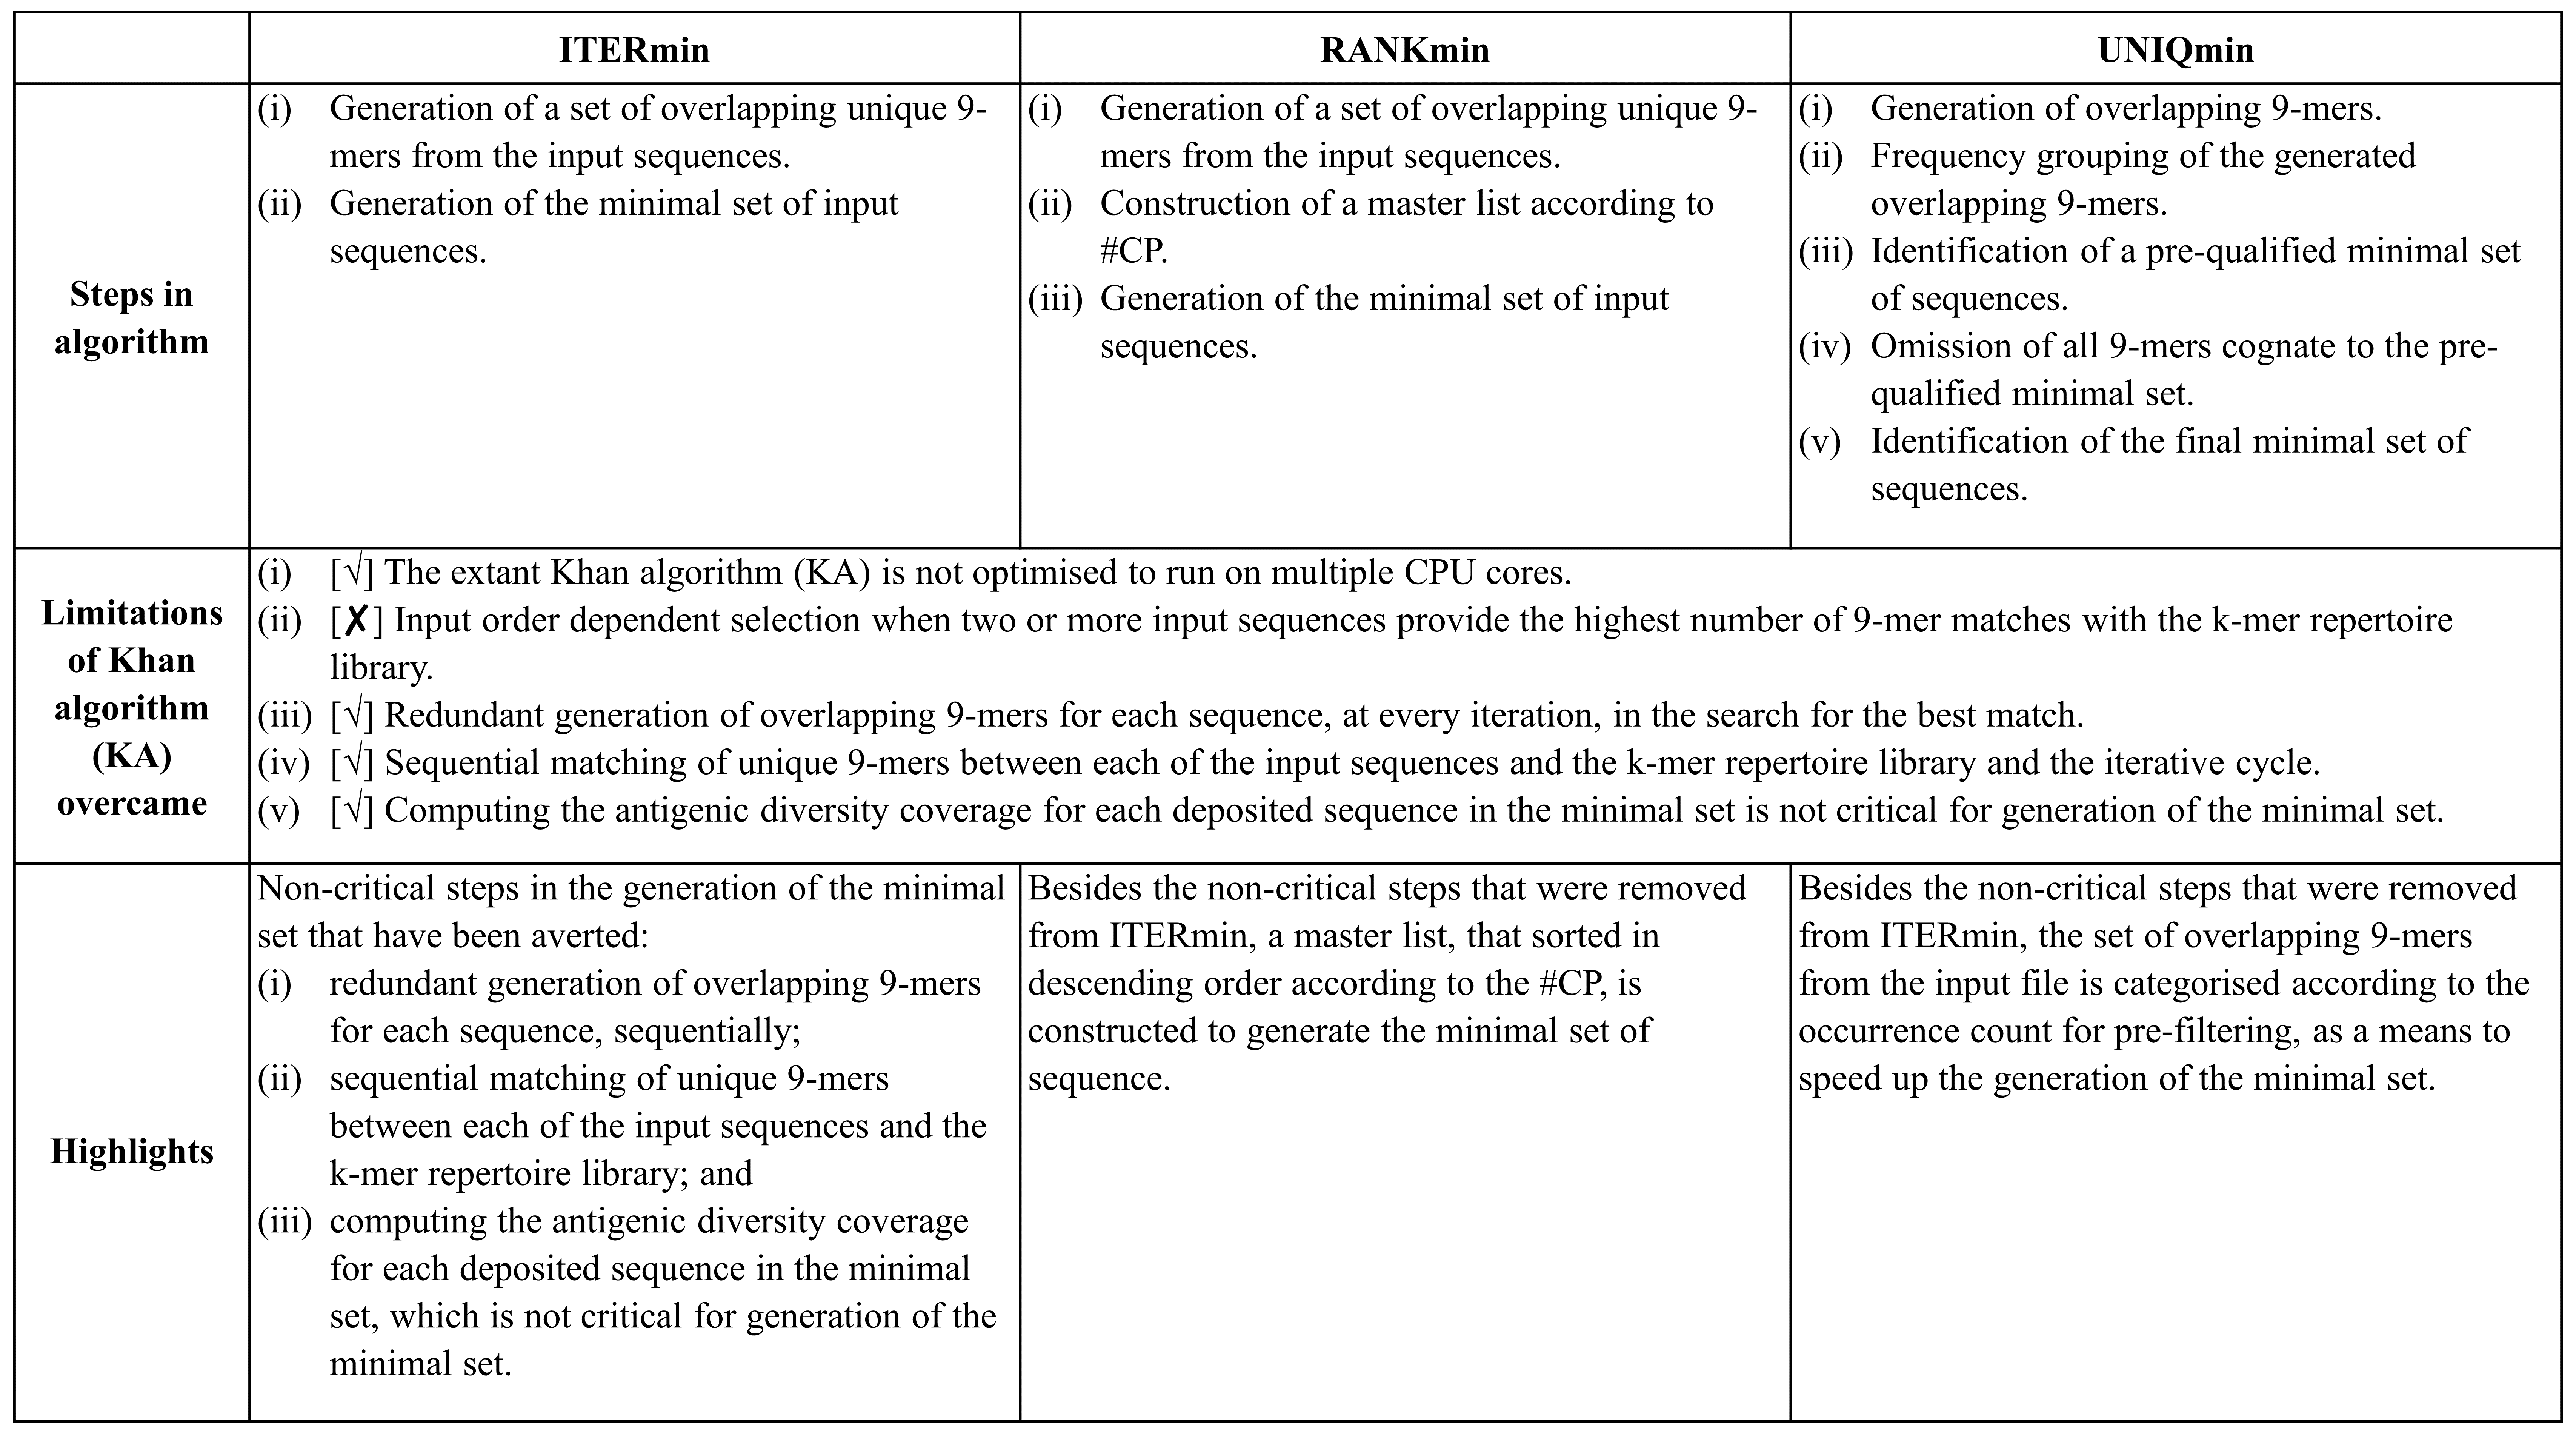 ITERmin
RANKmin
UNIQmin
Steps in
algorithm
(i) Generation of a set of overlapping unique 9-
mers from the input sequences.
(ii) Generation of the minimal set of input
sequences.
(i) Generation of a set of overlapping unique 9-
mers from the input sequences.
(ii) Construction of a master list according to
#CP.
(iii) Generation of the minimal set of input
sequences.
(i) Generation of overlapping 9-mers.
(ii) Frequency grouping of the generated
overlapping 9-mers.
(iii) Identification of a pre-qualified minimal set
of sequences.
(iv) Omission of all 9-mers cognate to the pre-
qualified minimal set.
(v) Identification of the final minimal set of
sequences.
Limitations
of Khan
algorithm
(KA)
overcame
(i) [√] The extant Khan algorithm (KA) is not optimised to run on multiple CPU cores.
(ii) [✗] Input order dependent selection when two or more input sequences provide the highest number of 9-mer matches with the k-mer repertoire
library.
(iii) [√] Redundant generation of overlapping 9-mers for each sequence, at every iteration, in the search for the best match.
(iv) [√] Sequential matching of unique 9-mers between each of the input sequences and the k-mer repertoire library and the iterative cycle.
(v) [√] Computing the antigenic diversity coverage for each deposited sequence in the minimal set is not critical for generation of the minimal set.
Highlights
Non-critical steps in the generation of the minimal
set that have been averted:
(i) redundant generation of overlapping 9-mers
for each sequence, sequentially;
(ii) sequential matching of unique 9-mers
between each of the input sequences and the
k-mer repertoire library; and
(iii) computing the antigenic diversity coverage
for each deposited sequence in the minimal
set, which is not critical for generation of the
minimal set.
Besides the non-critical steps that were removed
from ITERmin, a master list, that sorted in
descending order according to the #CP, is
constructed to generate the minimal set of
sequence.
Besides the non-critical steps that were removed
from ITERmin, the set of overlapping 9-mers
from the input file is categorised according to the
occurrence count for pre-filtering, as a means to
speed up the generation of the minimal set.